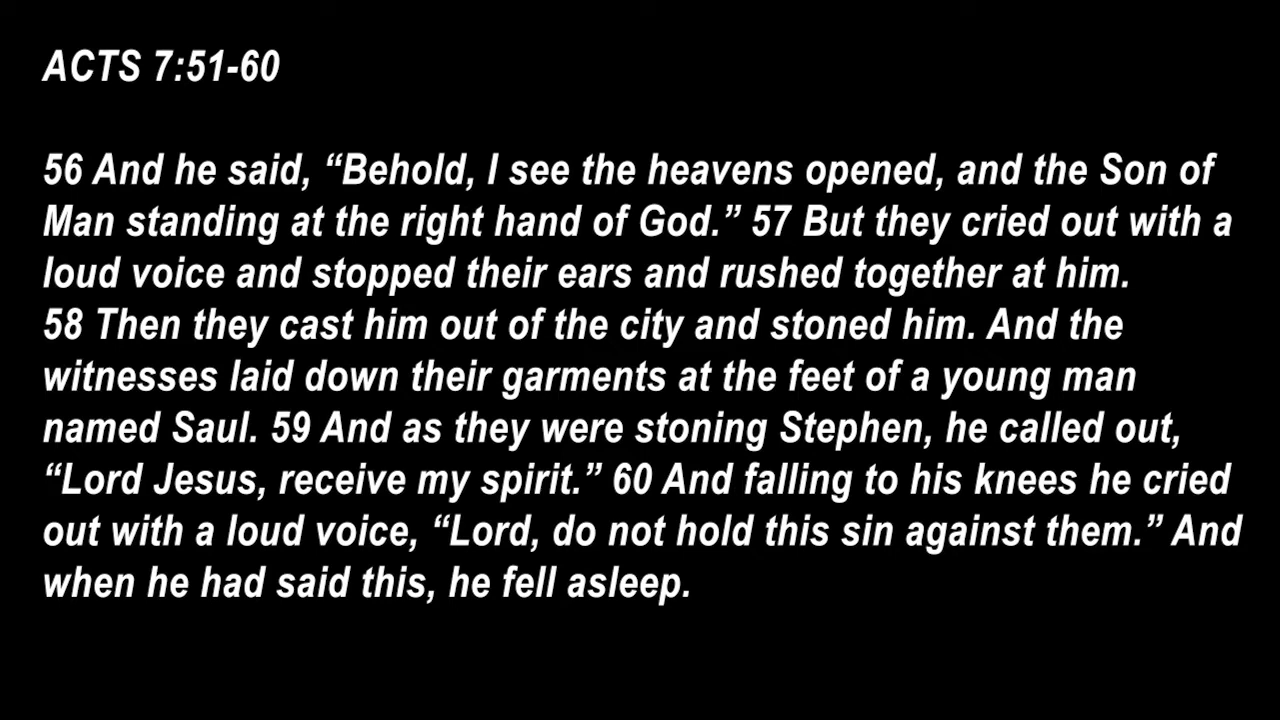 ACTS 7:51-60
56 And he said, “Behold, I see the heavens opened, and the Son of
Man standing at the right hand of God.” 57 But they cried out with a
loud voice and stopped their ears and rushed together at him.
58 Then they cast him out of the city and stoned him. And the
witnesses laid down their garments at the feet of a young man
named Saul. 59 And as they were stoning Stephen, he called out,
“Lord Jesus, receive my spirit.” 60 And falling to his knees he cried
out with a loud voice, “Lord, do not hold this sin against them.” And
when he had said this, he fell asleep.